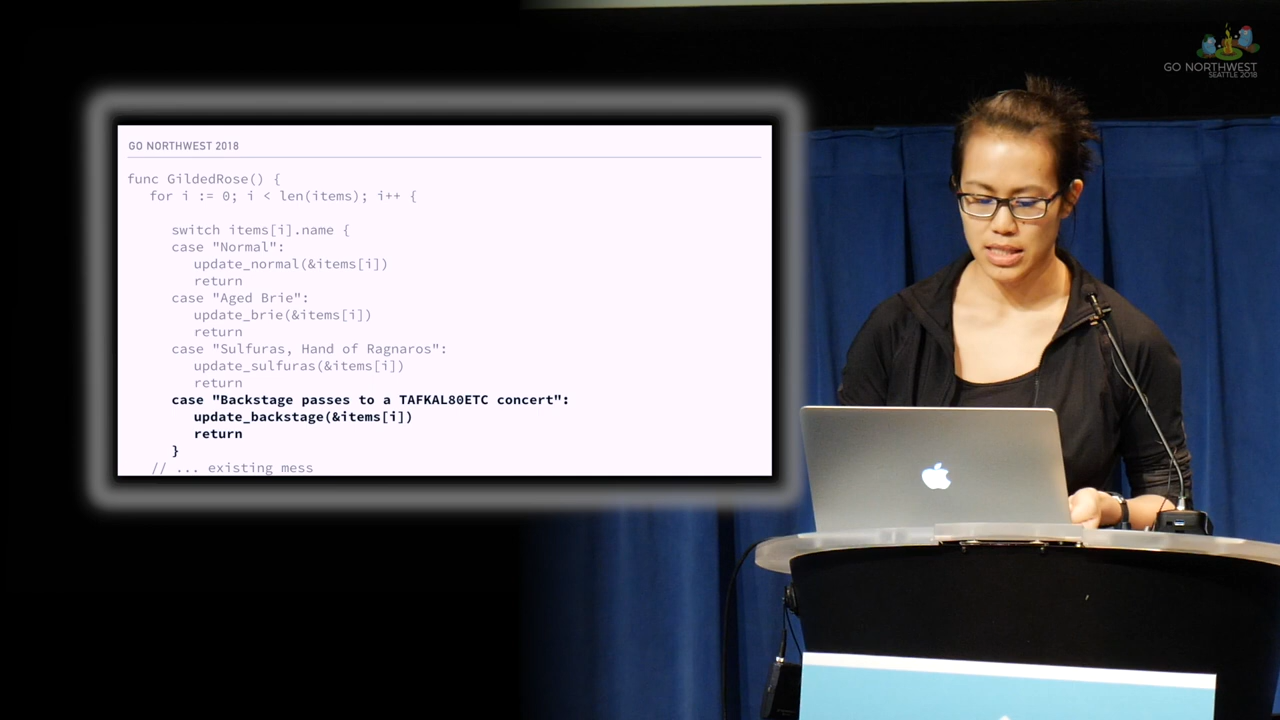 GO NORTHWEST
SEATTLE 2018
GO NORTHWEST 2018
func GildedRose() {
for i := 0; i < len(items); i++ {
switch items[i].name {
case "Normal":
update_normal(&items[i])
return
case "Aged Brie":
update_brie(&items[i])
return
case "Sulfuras, Hand of Ragnaros":
update_sulfuras(&items[i])
return
case "Backstage passes to a TAFKAL80ETC concert":
update_backstage(&items[i])
return
}
// ... existing mess